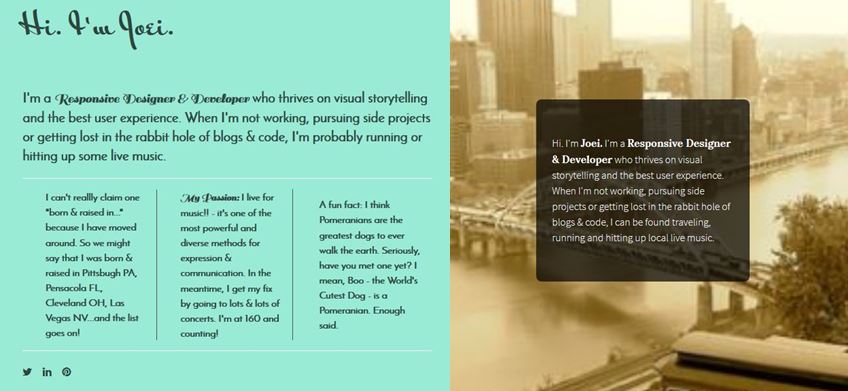 Hi. I'm Joei.
I'm a Responsive Designer & Developer who thrives on visual storytelling
and the best user experience. When I'm not working, pursuing side projects
or getting lost in the rabbit hole of blogs & code, I'm probably running or
hitting up some live music.
I can't reallly claim one
"born & raised in..."
because I have moved
around. So we might
say that I was born &
raised in Pittsbugh PA,
Pensacola FL,
Cleveland OH, Las
Vegas NV...and the list
goes on!
My Passion: I live for
music!! - it's one of the
most powerful and
diverse methods for
expression &
communication. In the
meantime, I get my fix
by going to lots & lots of
concerts. I'm at 160 and
counting!
A fun fact: I think
Pomeranians are the
greatest dogs to ever
walk the earth. Seriously,
have you met one yet? I
mean, Boo - the World's
Cutest Dog - is a
Pomeranian. Enough
said.
Hi. I'm Joei. I'm a Responsive Designer
& Developer who thrives on visual
storytelling and the best user experience.
When I'm not working, pursuing side
projects or getting lost in the rabbit hole of
blogs & code, I can be found traveling,
running and hitting up local live music.